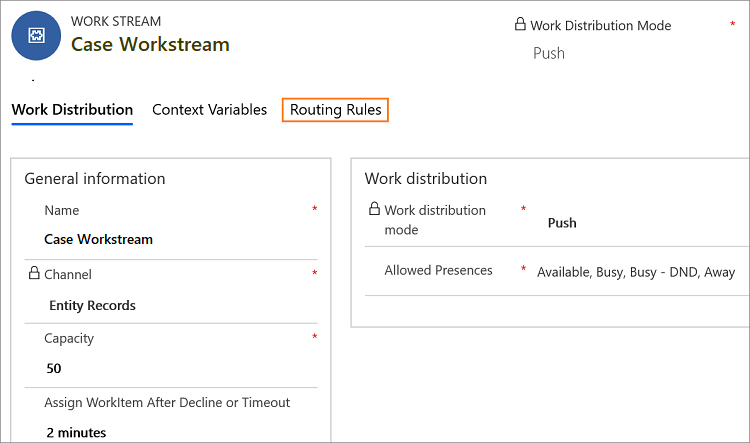 WORK STREAM
Case Workstream
Work Distribution Mode *
Push
.
Work Distribution Context Variables Routing Rules
General information
Name *
Case Workstream
Channel *
Entity Records
Capacity *
50
Assign WorkItem After Decline or Timeout
2 minutes
Work distribution
Work distribution *
mode
Push
Allowed Presences * Available, Busy, Busy - DND, Away